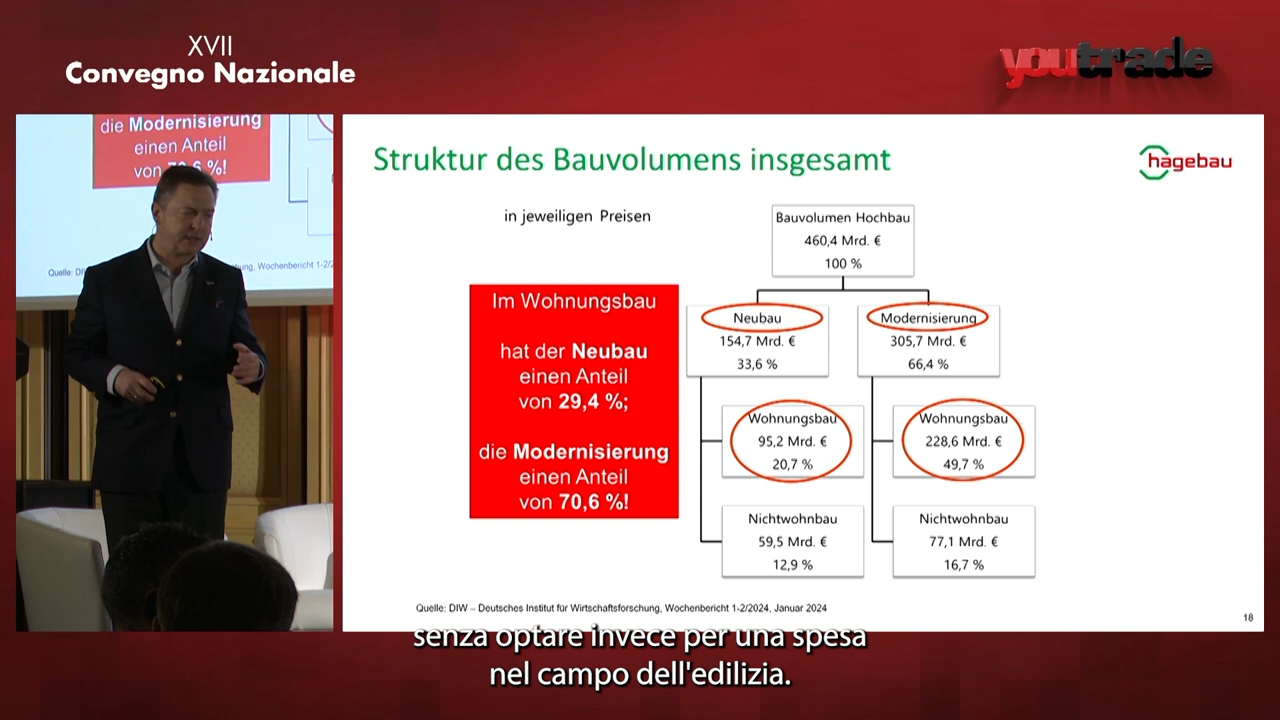 XVII
Convegno Nazionale
youtrade
die Modernisierung
einen Anteil
von 70,6 %!
Struktur des Bauvolumens insgesamt
hagebau
in jeweiligen Preisen
Bauvolumen Hochbau
460,4 Mrd. €
100 %
Im Wohnungsbau
hat der Neubau
einen Anteil
von 29,4 %;
die Modernisierung
einen Anteil
von 70,6 %!
Neubau
154,7 Mrd. €
33,6 %
Modernisierung
305,7 Mrd. €
66,4 %
Wohnungsbau
95,2 Mrd. €
20,7 %
Wohnungsbau
228,6 Mrd. €
49,7 %
Nichtwohnbau
59,5 Mrd. €
12,9 %
Nichtwohnbau
77,1 Mrd. €
16,7 %
Quelle: DIW – Deutsches Institut für Wirtschaftsforschung, Wochenbericht 1-2/2024, Januar 2024
18
senza optare invece per una spesa
nel campo dell'edilizia.